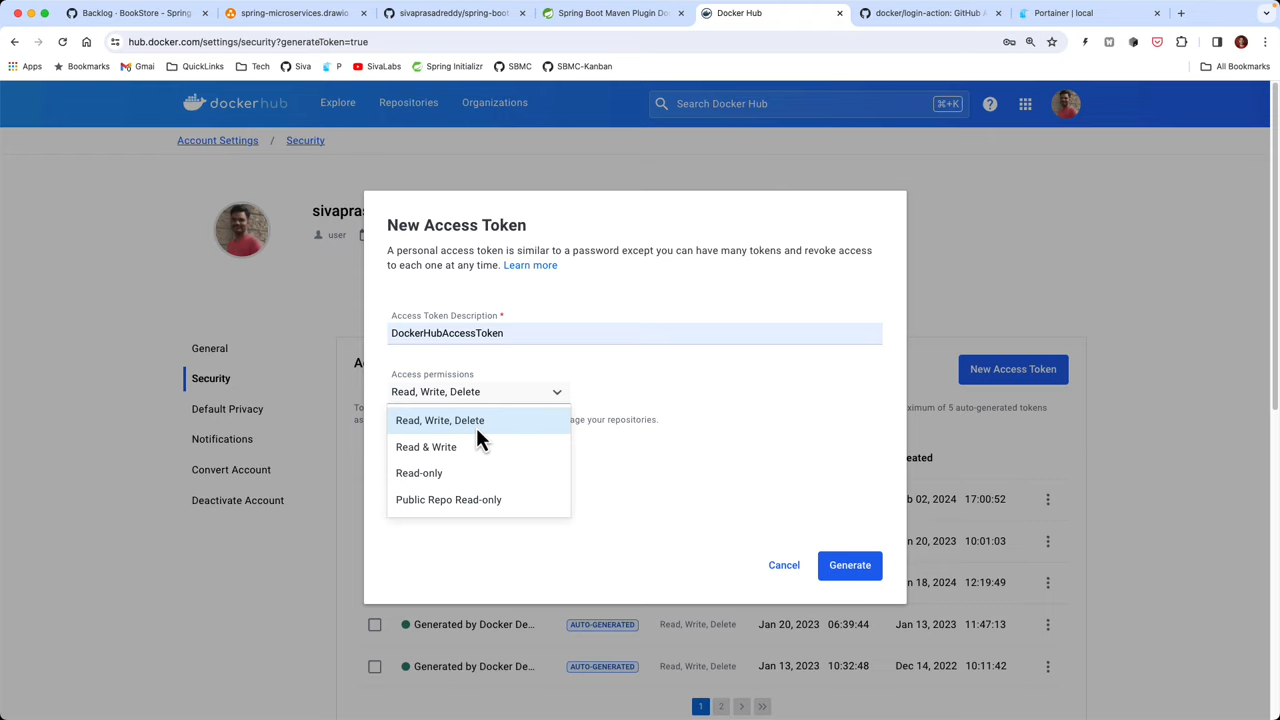 Backlog - BookStore - Spring
spring-microservices.drawio
sivaprasadreddy/spring-boot
Spring Boot Maven Plugin Do
Docker Hub
docker/login-action: GitHub A
Portainer | local
hub.docker.com/settings/security?generateToken=true
Apps
Bookmarks
Gmai
QuickLinks
Tech
Siva
P
SivaLabs
Spring Initializr
SBMC
SBMC-Kanban
All Bookmarks
dockerhub
Explore
Repositories
Organizations
Search Docker Hub
⌘+K
Account Settings / Security
sivapras
user
New Access Token
A personal access token is similar to a password except you can have many tokens and revoke access
to each one at any time. Learn more
Access Token Description *
DockerHubAccessToken
Access permissions
Read, Write, Delete
Read, Write, Delete
Read & Write
Read-only
Public Repo Read-only
age your repositories.
Cancel
Generate
General
Security
Default Privacy
Notifications
Convert Account
Deactivate Account
New Access Token
ximum of 5 auto-generated tokens
eated
b 02, 2024 17:00:52
n 20, 2023 10:01:03
n 18, 2024 12:19:49
Generated by Docker De... AUTO-GENERATED Read, Write, Delete Jan 20, 2023 06:39:44 Jan 13, 2023 11:47:13
Generated by Docker De... AUTO-GENERATED Read, Write, Delete Jan 13, 2023 10:32:48 Dec 14, 2022 10:11:42
1 2